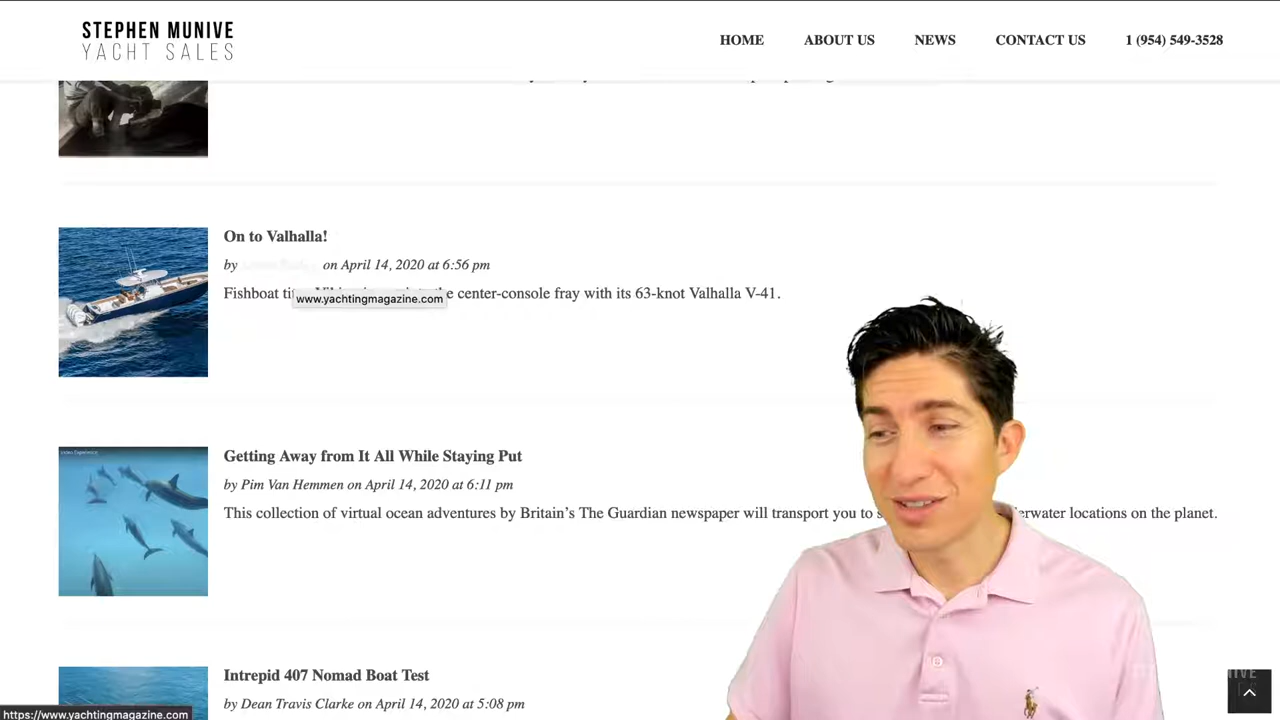 STEPHEN MUNIVE
YACHT SALES
HOME
ABOUT US
NEWS
CONTACT US
1 (954) 549-3528
On to Valhalla!
by on April 14, 2020 at 6:56 pm
Fishboat the center-console fray with its 63-knot Valhalla V-41.
www.yachtingmagazine.com
Getting Away from It All While Staying Put
by Pim Van Hemmen on April 14, 2020 at 6:11 pm
This collection of virtual ocean adventures by Britain's The Guardian newspaper will transport you to locations on the planet.
Intrepid 407 Nomad Boat Test
by Dean Travis Clarke on April 14, 2020 at 5:08 pm
https://www.yachtingmagazine.com